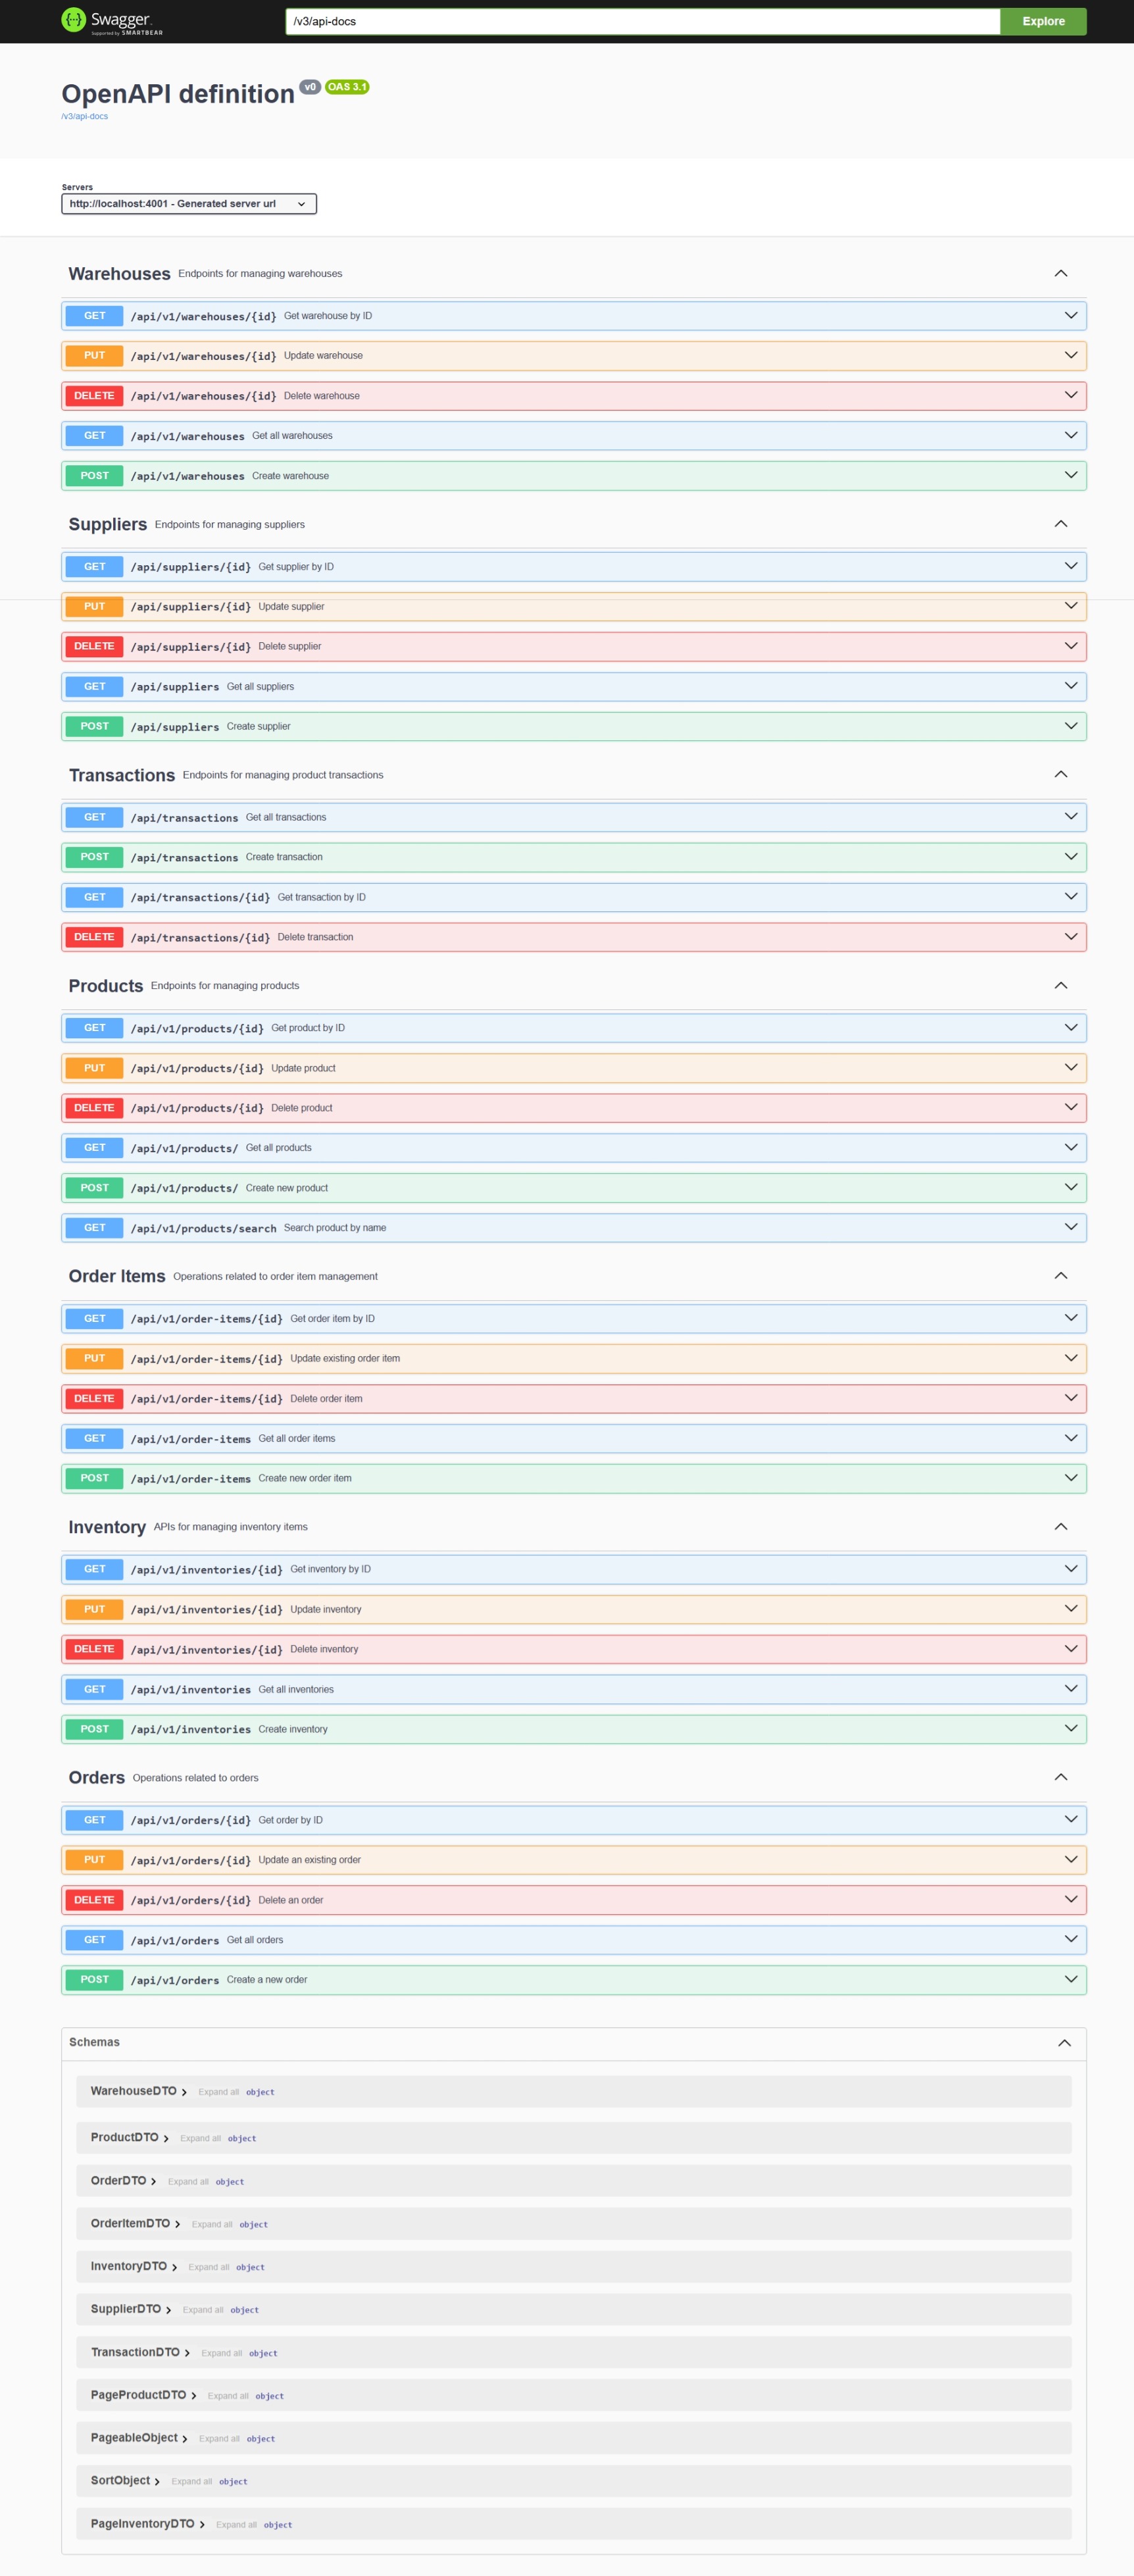 Swagger
Supported by SMARTBEAR
/v3/api-docs
Explore
OpenAPI definition v0 OAS 3.1
/v3/api-docs
Servers
http://localhost:4001 - Generated server url
Warehouses Endpoints for managing warehouses
GET /api/v1/warehouses/{id} Get warehouse by ID
PUT /api/v1/warehouses/{id} Update warehouse
DELETE /api/v1/warehouses/{id} Delete warehouse
GET /api/v1/warehouses Get all warehouses
POST /api/v1/warehouses Create warehouse
Suppliers Endpoints for managing suppliers
GET /api/suppliers/{id} Get supplier by ID
PUT /api/suppliers/{id} Update supplier
DELETE /api/suppliers/{id} Delete supplier
GET /api/suppliers Get all suppliers
POST /api/suppliers Create supplier
Transactions Endpoints for managing product transactions
GET /api/transactions Get all transactions
POST /api/transactions Create transaction
GET /api/transactions/{id} Get transaction by ID
DELETE /api/transactions/{id} Delete transaction
Products Endpoints for managing products
GET /api/v1/products/{id} Get product by ID
PUT /api/v1/products/{id} Update product
DELETE /api/v1/products/{id} Delete product
GET /api/v1/products/ Get all products
POST /api/v1/products/ Create new product
GET /api/v1/products/search Search product by name
Order Items Operations related to order item management
GET /api/v1/order-items/{id} Get order item by ID
PUT /api/v1/order-items/{id} Update existing order item
DELETE /api/v1/order-items/{id} Delete order item
GET /api/v1/order-items Get all order items
POST /api/v1/order-items Create new order item
Inventory APIs for managing inventory items
GET /api/v1/inventories/{id} Get inventory by ID
PUT /api/v1/inventories/{id} Update inventory
DELETE /api/v1/inventories/{id} Delete inventory
GET /api/v1/inventories Get all inventories
POST /api/v1/inventories Create inventory
Orders Operations related to orders
GET /api/v1/orders/{id} Get order by ID
PUT /api/v1/orders/{id} Update an existing order
DELETE /api/v1/orders/{id} Delete an order
GET /api/v1/orders Get all orders
POST /api/v1/orders Create a new order
Schemas
WarehouseDTO Expand all object
ProductDTO Expand all object
OrderDTO Expand all object
OrderItemDTO Expand all object
InventoryDTO Expand all object
SupplierDTO Expand all object
TransactionDTO Expand all object
PageProductDTO Expand all object
PageableObject Expand all object
SortObject Expand all object
PageInventoryDTO Expand all object